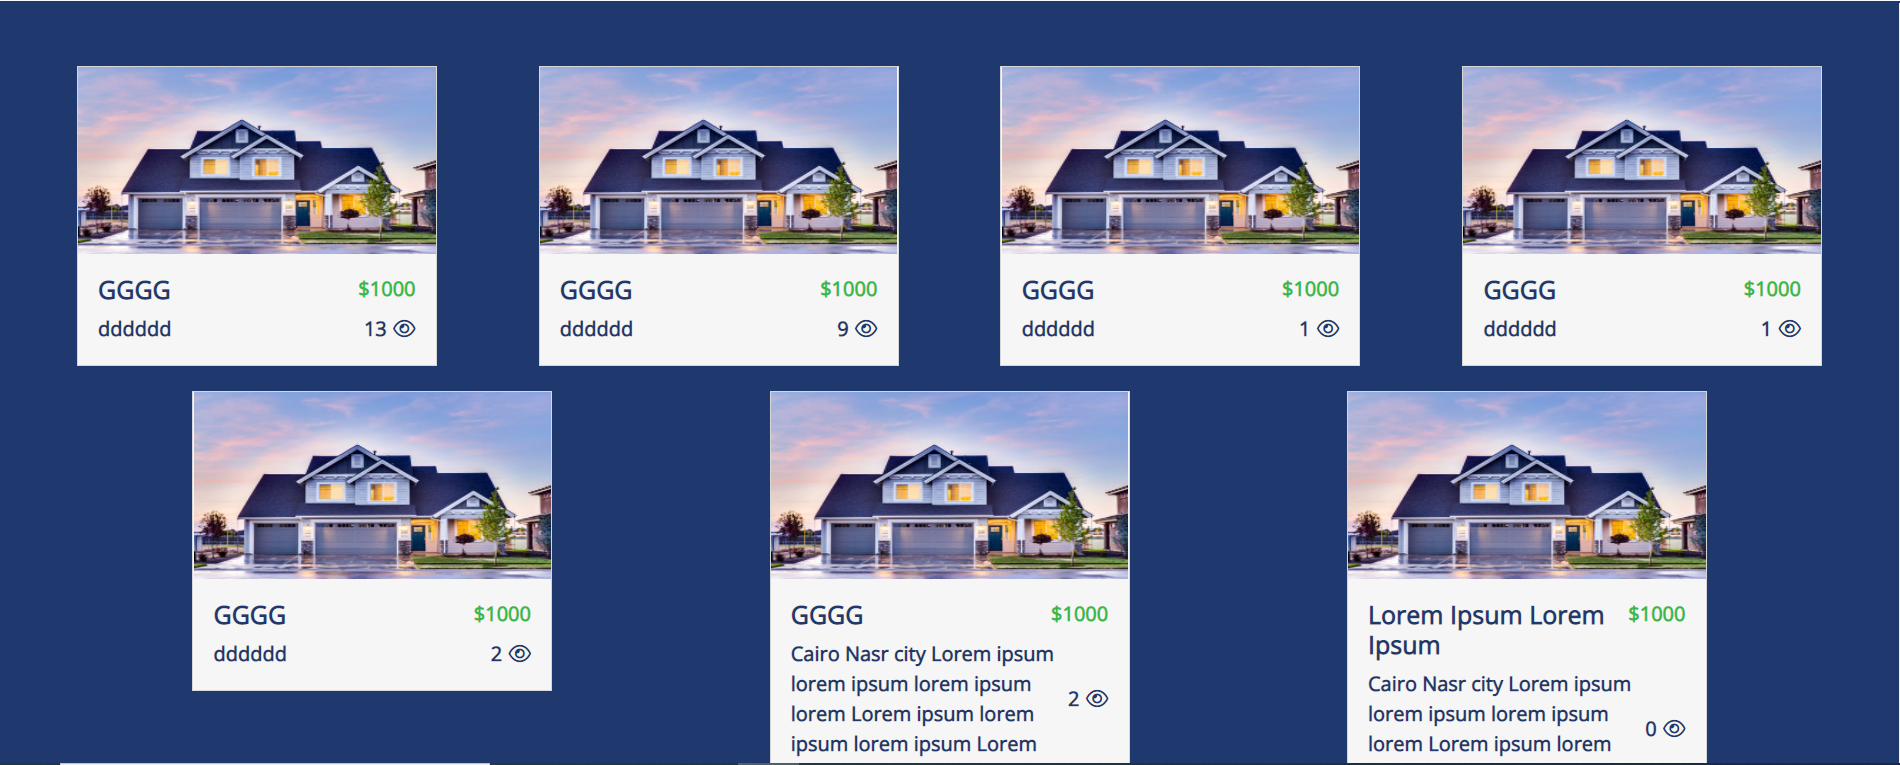 GGGG $1000
dddddd 13
GGGG $1000
dddddd 9
GGGG $1000
dddddd 1
GGGG $1000
dddddd 1
GGGG $1000
dddddd 2
GGGG $1000
Cairo Nasr city Lorem ipsum
lorem ipsum lorem ipsum
2
lorem Lorem ipsum lorem
ipsum lorem ipsum Lorem
Lorem Ipsum Lorem $1000
Ipsum
Cairo Nasr city Lorem ipsum
lorem ipsum lorem ipsum
0
lorem Lorem ipsum lorem